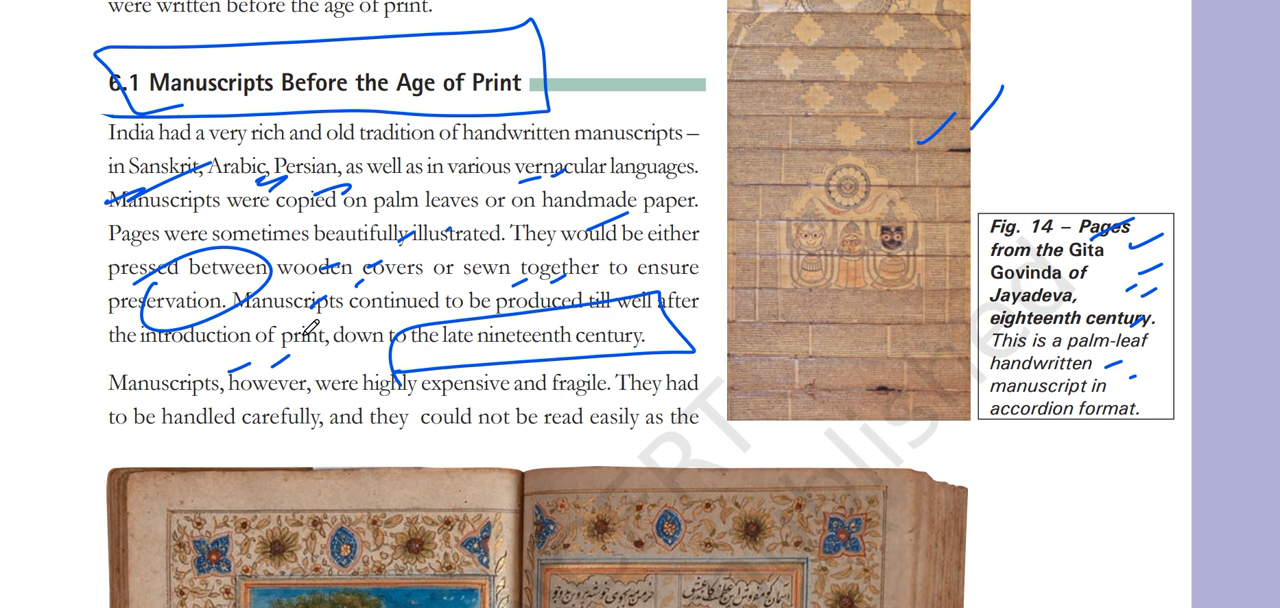 were written before the age of print.
6.1 Manuscripts Before the Age of Print
India had a very rich and old tradition of handwritten manuscripts –
in Sanskrit, Arabic, Persian, as well as in various vernacular languages.
Manuscripts were copied on palm leaves or on handmade paper.
Pages were sometimes beautifully illustrated. They would be either
pressed between wooden covers or sewn together to ensure
preservation. Manuscripts continued to be produced till well after
the introduction of print, down to the late nineteenth century.
Manuscripts, however, were highly expensive and fragile. They had
to be handled carefully, and they could not be read easily as the
Fig. 14 – Pages
from the Gita
Govinda of
Jayadeva,
eighteenth century.
This is a palm-leaf
handwritten
manuscript in
accordion format.